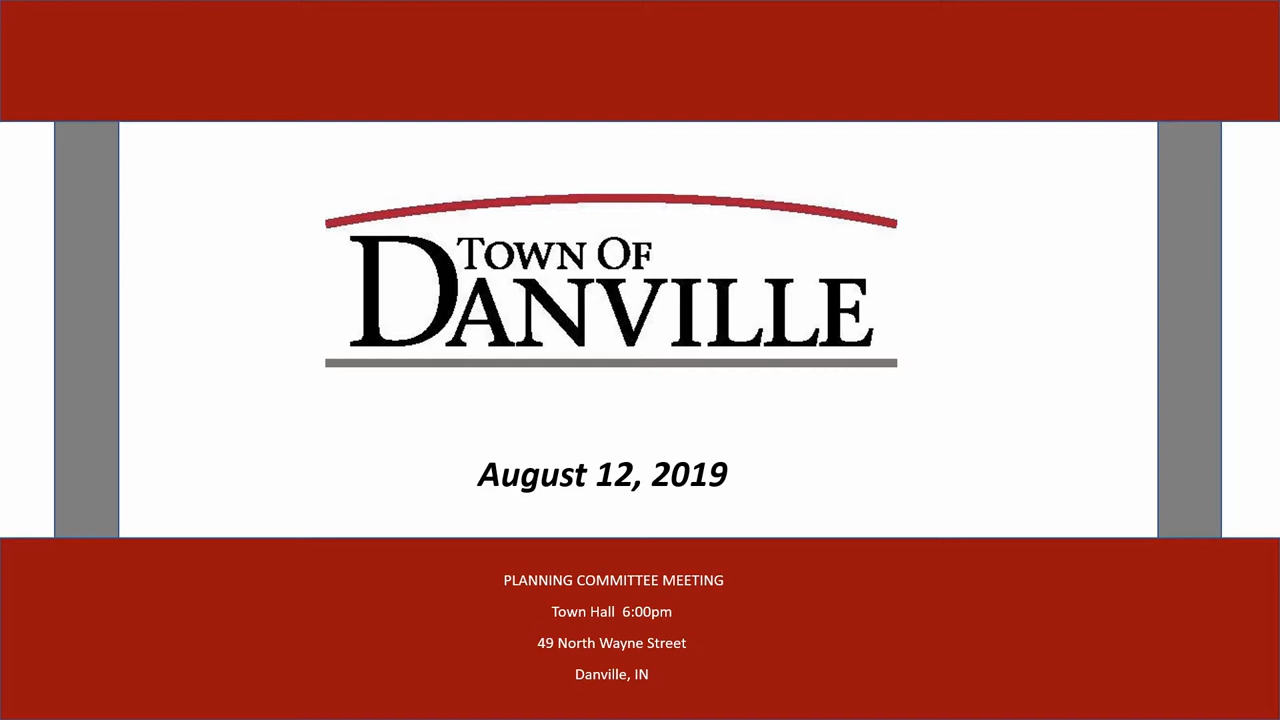 TOWN OF
DANVILLE
August 12, 2019
PLANNING COMMITTEE MEETING
Town Hall 6:00pm
49 North Wayne Street
Danville, IN